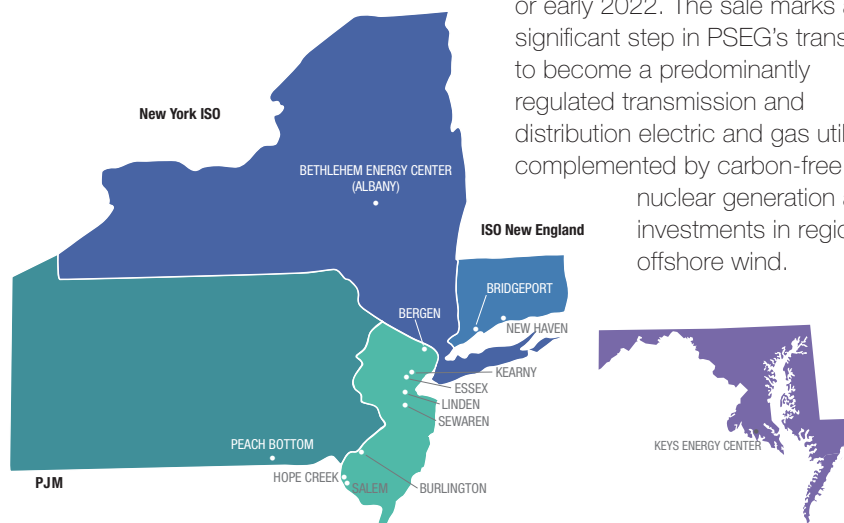 or early 2022. The sale marks
significant step in PSEG's
to become a predominantly
regulated transmission and
distribution electric and gas
complemented by carbon-free
nuclear generation
investments in
offshore wind.
New York ISO
BETHLEHEM ENERGY CENTER
(ALBANY)
ISO New England
BRIDGEPORT
NEW HAVEN
BERGEN
KEARNY
ESSEX
LINDEN
SEWAREN
PEACH BOTTOM
HOPE CREEK
SALEM
BURLINGTON
PJM
KEYS ENERGY CENTER